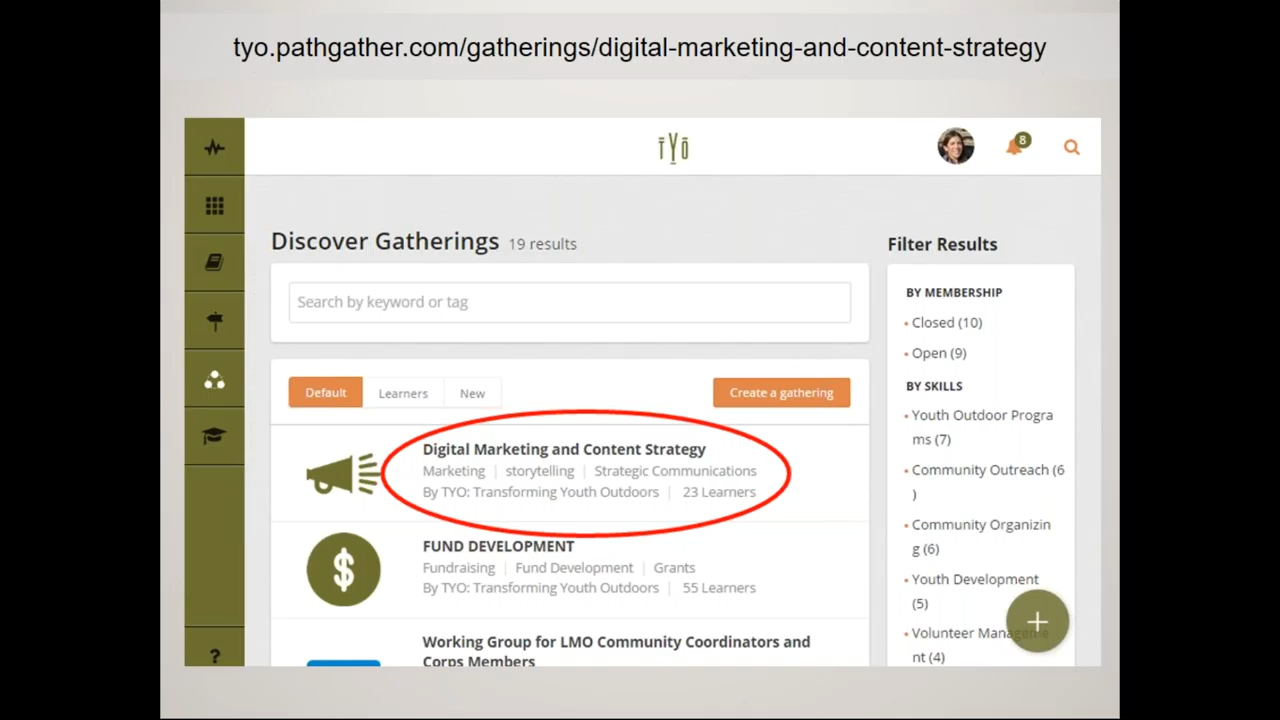 tyo.pathgather.com/gatherings/digital-marketing-and-content-strategy
TYO
8
Discover Gatherings 19 results
Search by keyword or tag
Default Learners New Create a gathering
Digital Marketing and Content Strategy
Marketing | storytelling | Strategic Communications
By TYO: Transforming Youth Outdoors | 23 Learners
$
FUND DEVELOPMENT
Fundraising | Fund Development | Grants
By TYO: Transforming Youth Outdoors | 55 Learners
Working Group for LMO Community Coordinators and
Corps Members
?
Filter Results
BY MEMBERSHIP
• Closed (10)
• Open (9)
BY SKILLS
• Youth Outdoor Progra
ms (7)
• Community Outreach (6
)
• Community Organizin
g (6)
• Youth Development
(5)
• Volunteer Manageme
nt (4)
+